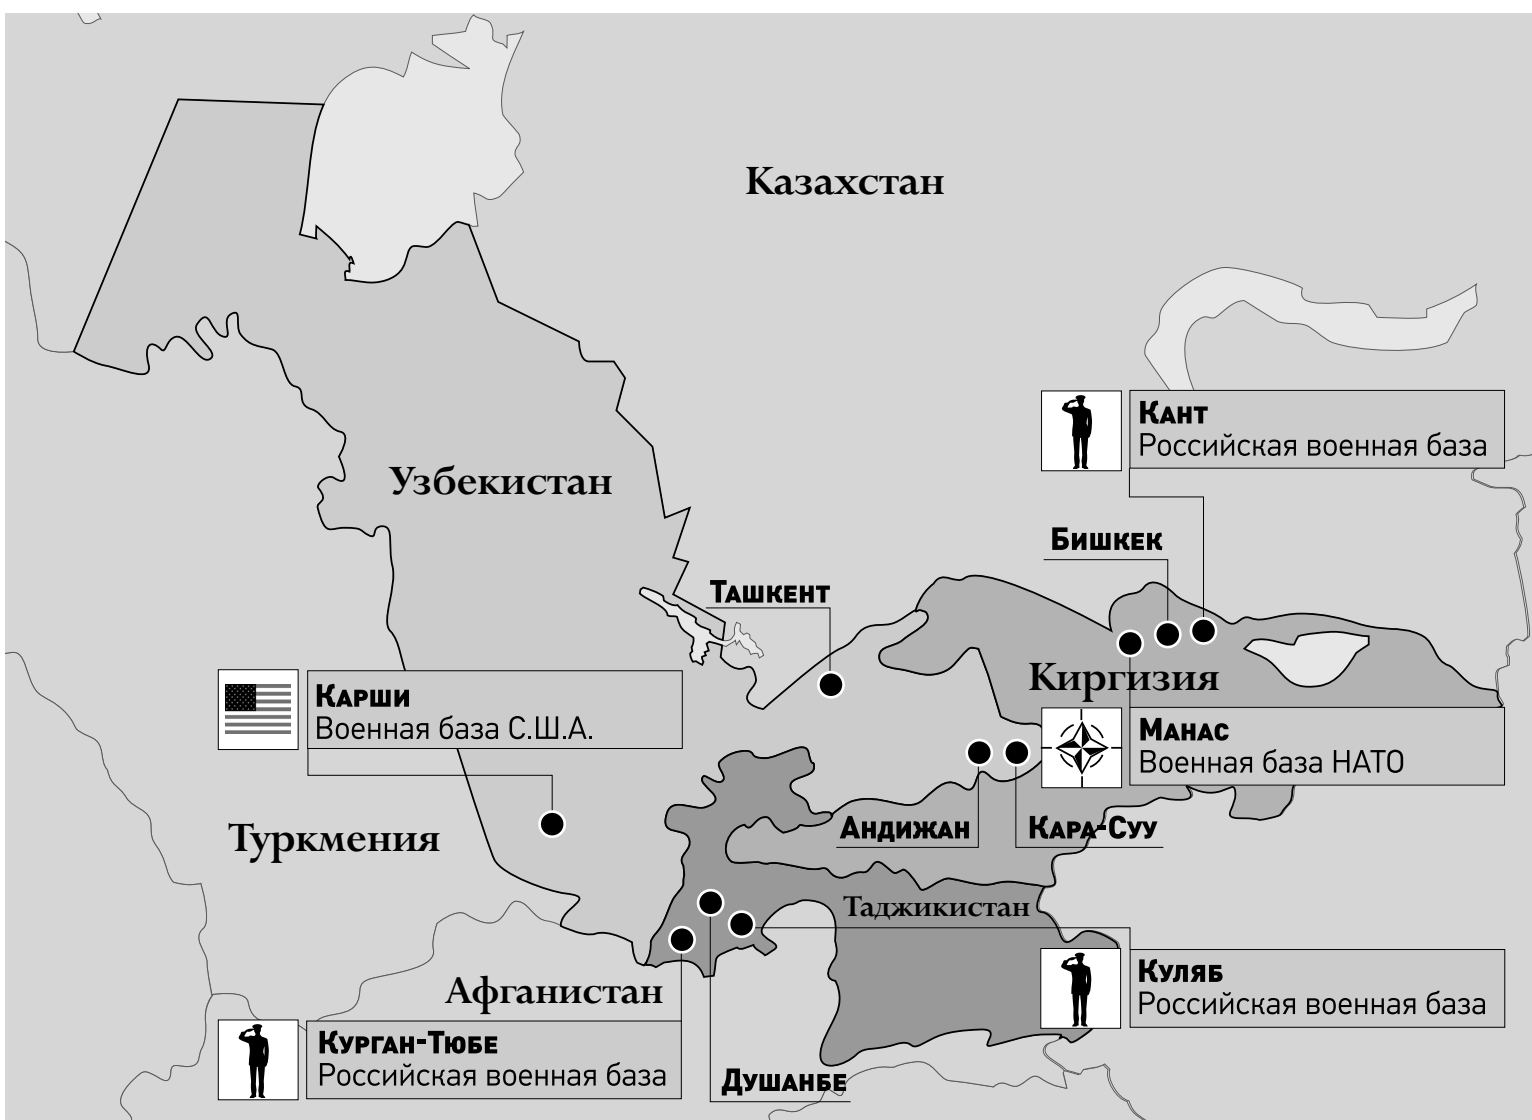 Казахстан
Кант
Российская военная база
Узбекистан
Бишкек
Ташкент
Киргизия
Карши
Военная база С.Ш.А.
Манас
Военная база НАТО
Туркмения
Андижан
Кара-Суу
Таджикистан
Куляб
Российская военная база
Афганистан
Курган-Тюбе
Российская военная база
Душанбе